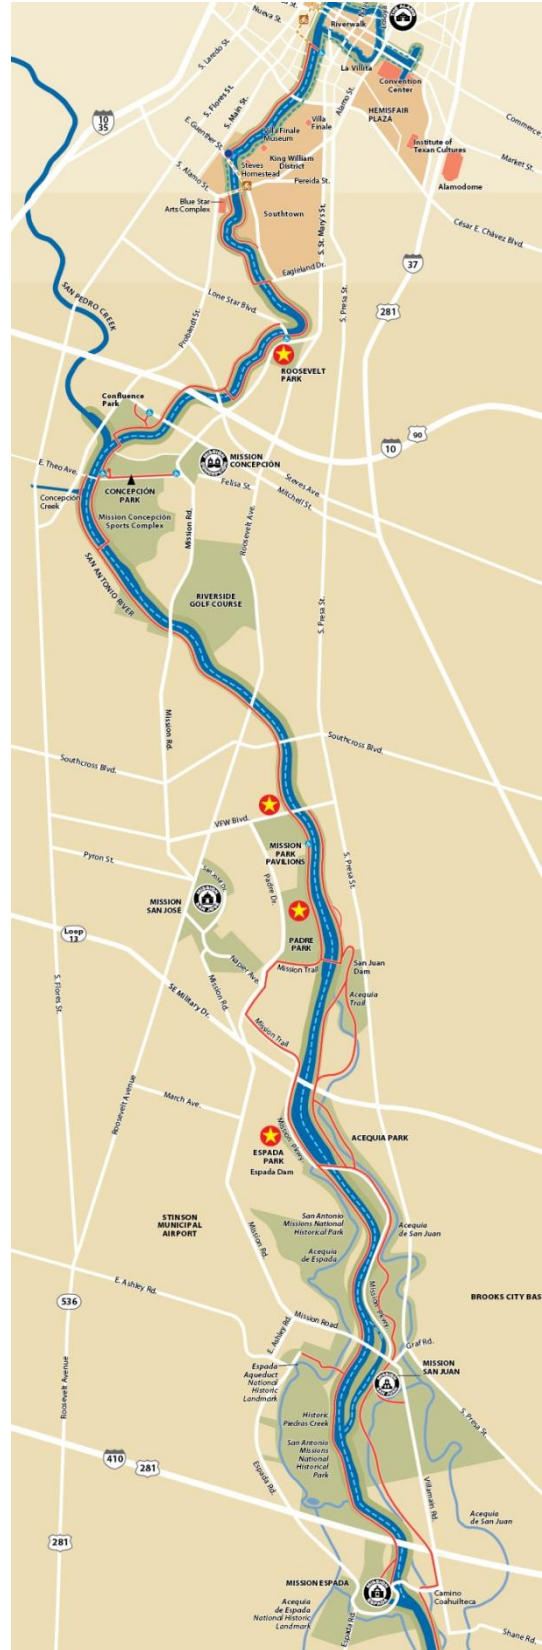 Nueva St.
Riverwalk
Losoya
THE ALAMO
S. Laredo St.
La Villita
Convention
Center
S. Flores St.
S. Main St.
Alamo St.
HEMISFAIR
PLAZA
Commerce
10
35
E. Guenther St.
Villa Finale
Museum
Villa
Finale
Institute of
Texan Cultures
Market St.
King William
District
Steves
Homestead
S. Alamo St.
Pereida St.
Alamodome
Blue Star
Arts Complex
Southtown
S. St. Mary's St.
César E. Chávez Blvd.
37
Eagleland Dr.
SAN PEDRO CREEK
Lone Star Blvd.
S. Presa St.
281
Probandt St.
ROOSEVELT
PARK
Confluence
Park
90
10
MISSION
CONCEPCIÓN
E. Theo Ave.
Steves Ave.
Felisa St.
Mitchell St.
Concepción
Creek
CONCEPCIÓN
PARK
Mission Concepción
Sports Complex
Mission Rd.
Roosevelt Ave.
SAN ANTONIO RIVER
RIVERSIDE
GOLF COURSE
S. Presa St.
Mission Rd.
Southcross Blvd.
Southcross Blvd.
VFW Blvd.
MISSION
PARK
PAVILIONS
Pyron St.
San Jose Dr.
S. Presa St.
MISSION
SAN JOSÉ
Padre Dr.
Loop
13
PADRE
PARK
Napier Ave.
Mission Trail
San Juan
Dam
S. Flores St.
SE Military Dr.
Mission Rd.
Acequia
Trail
Mission Trail
March Ave.
Roosevelt Avenue
Mission Pkwy.
ACEQUIA PARK
ESPADA
PARK
Espada Dam
STINSON
MUNICIPAL
AIRPORT
San Antonio
Missions National
Historical Park
Acequia
de San Juan
Mission Rd.
Acequia
de Espada
E. Ashley Rd.
Mission Pkwy.
BROOKS CITY BAS
536
Mission Road
E. Ashley Rd.
Graf Rd.
Espada
Aqueduct
National
Historic
Landmark
MISSION
SAN JUAN
Roosevelt Avenue
Historic
Piedras Creek
S. Presa St.
San Antonio
Missions
National
Historical
Park
410
281
Espada Rd.
Villamain Rd.
Acequia
de San Juan
281
MISSION ESPADA
Camino
Coahuilteca
Acequia
de Espada
National Historic
Landmark
Espada Rd.
Shane Rd.